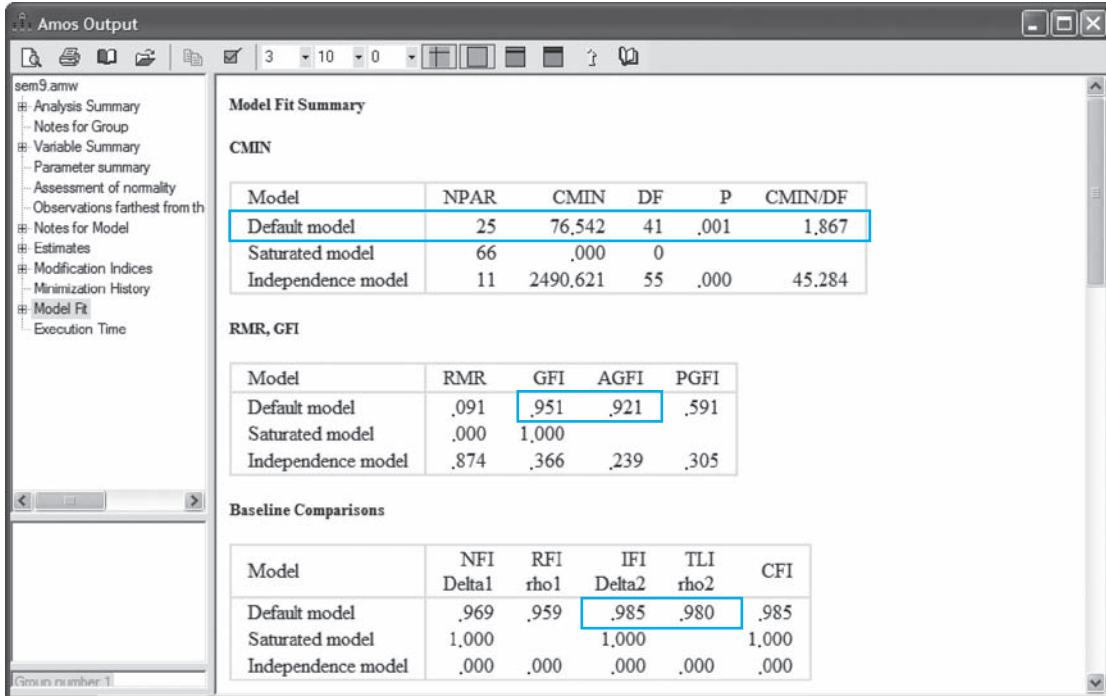 Amos Output
3 10 0
sem9.amw
Analysis Summary
Notes for Group
Variable Summary
Parameter summary
Assessment of normality
Observations farthest from th
Notes for Model
Estimates
Modification Indices
Minimization History
Model Fit
Execution Time
Group number 1
Model Fit Summary
CMIN
Model NPAR CMIN DF P CMIN/DF
Default model 25 76.542 41 .001 1.867
Saturated model 66 .000 0
Independence model 11 2490.621 55 .000 45.284
RMR, GFI
Model RMR GFI AGFI PGFI
Default model .091 .951 .921 .591
Saturated model .000 1.000
Independence model .874 .366 .239 .305
Baseline Comparisons
Model NFI Delta1 RFI rho1 IFI Delta2 TLI rho2 CFI
Default model .969 .959 .985 .980 .985
Saturated model 1.000 1.000 1.000
Independence model .000 .000 .000 .000 .000